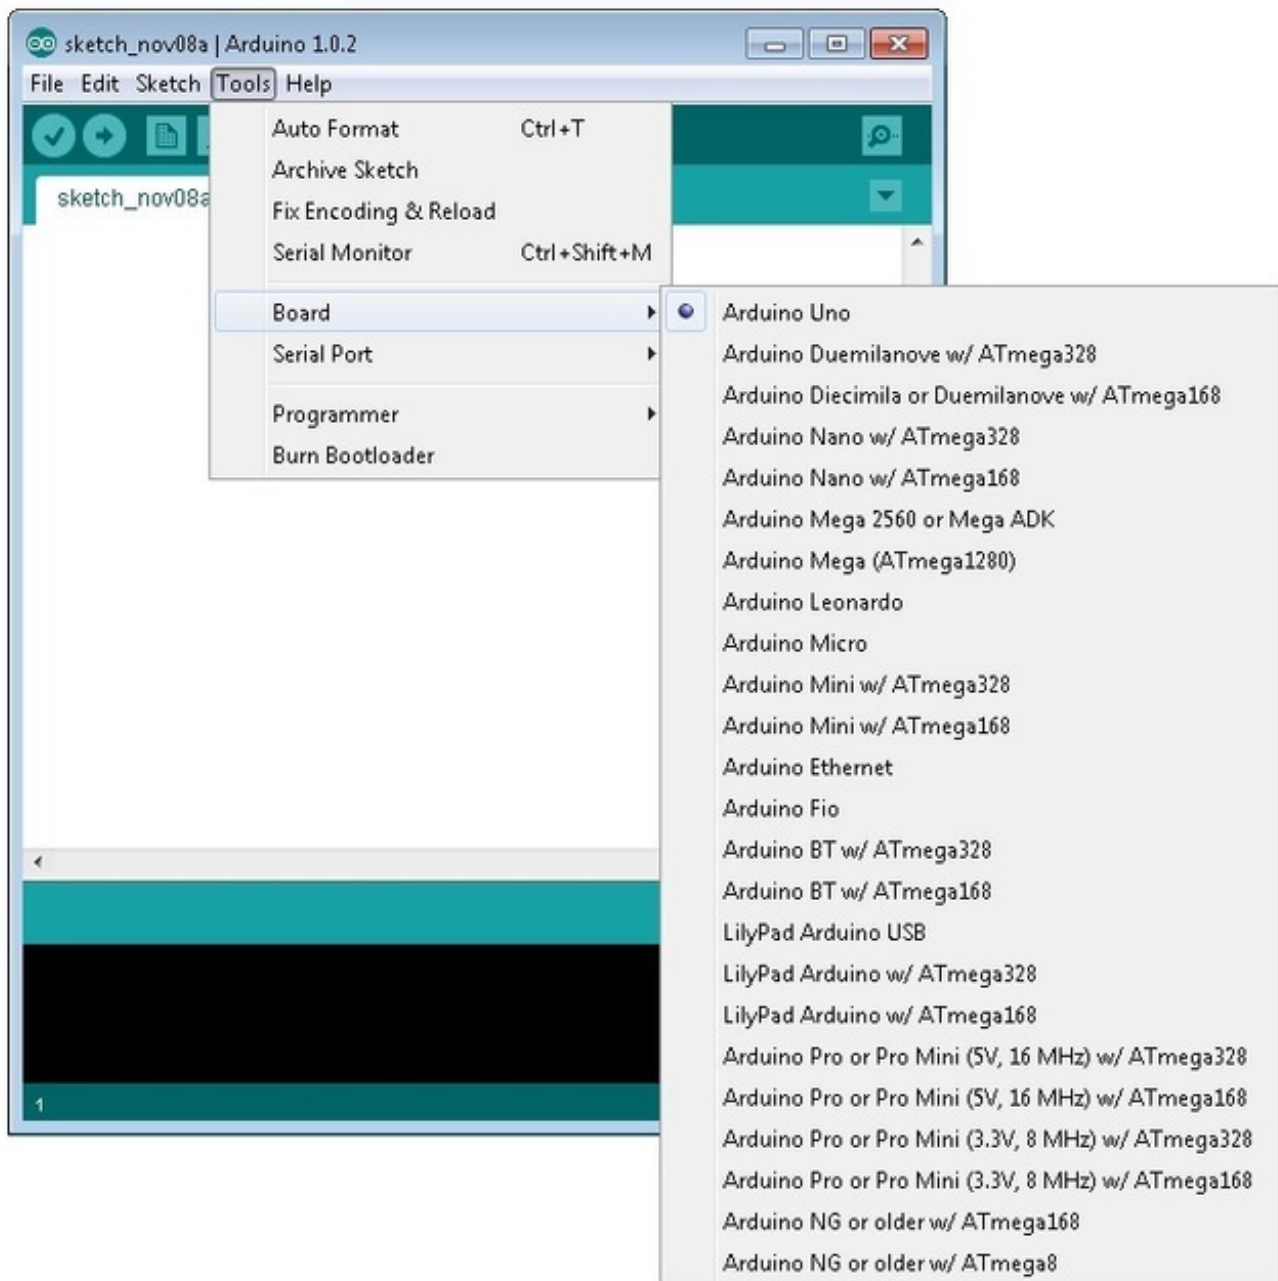 sketch_nov08a | Arduino 1.0.2
File Edit Sketch Tools Help
Auto Format Ctrl+T
Archive Sketch
sketch_nov08a
Fix Encoding & Reload
Serial Monitor Ctrl+Shift+M
Board
Serial Port
Programmer
Burn Bootloader
Arduino Uno
Arduino Duemilanove w/ ATmega328
Arduino Diecimila or Duemilanove w/ ATmega168
Arduino Nano w/ ATmega328
Arduino Nano w/ ATmega168
Arduino Mega 2560 or Mega ADK
Arduino Mega (ATmega1280)
Arduino Leonardo
Arduino Micro
Arduino Mini w/ ATmega328
Arduino Mini w/ ATmega168
Arduino Ethernet
Arduino Fio
Arduino BT w/ ATmega328
Arduino BT w/ ATmega168
LilyPad Arduino USB
LilyPad Arduino w/ ATmega328
LilyPad Arduino w/ ATmega168
Arduino Pro or Pro Mini (5V, 16 MHz) w/ ATmega328
Arduino Pro or Pro Mini (5V, 16 MHz) w/ ATmega168
Arduino Pro or Pro Mini (3.3V, 8 MHz) w/ ATmega328
Arduino Pro or Pro Mini (3.3V, 8 MHz) w/ ATmega168
Arduino NG or older w/ ATmega168
Arduino NG or older w/ ATmega8
1